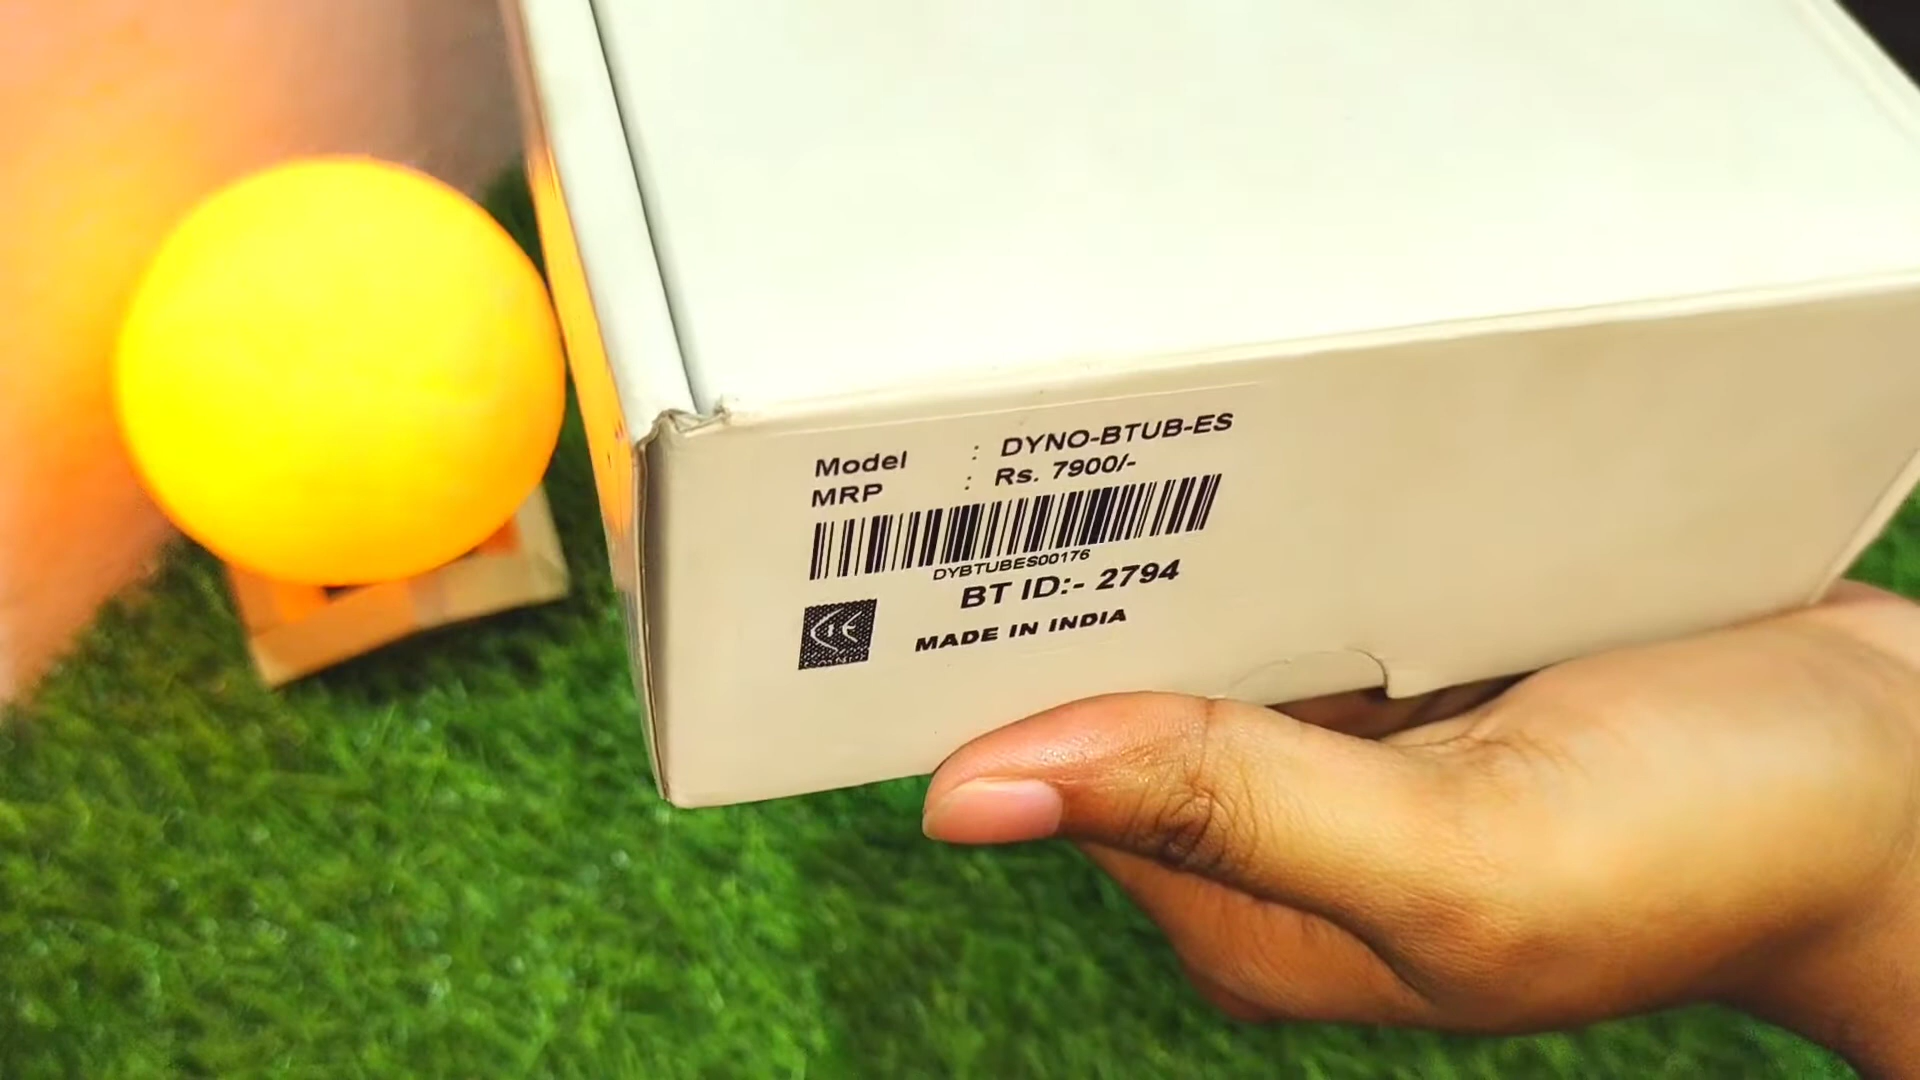 Model : DYNO-BTUB-ES
MRP : Rs. 7900/-
DYBTUBES00176
BT ID:- 2794
MADE IN INDIA